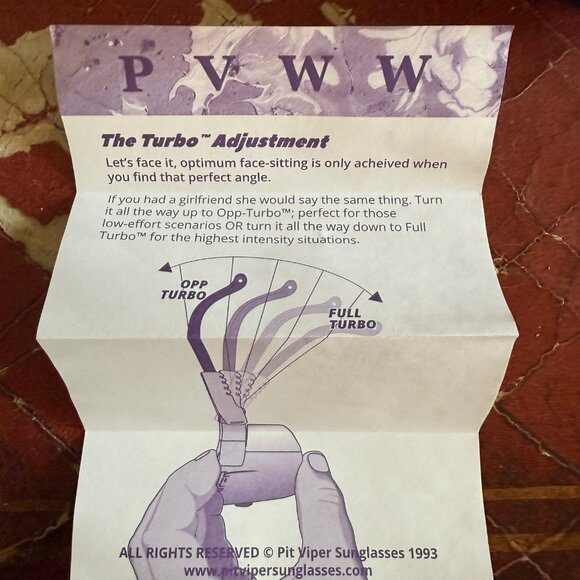 P V W W
The Turbo™ Adjustment
Let's face it, optimum face-sitting is only acheived when
you find that perfect angle.
If you had a girlfriend she would say the same thing. Turn
it all the way up to Opp-Turbo™; perfect for those
low-effort scenarios OR turn it all the way down to Full
Turbo™ for the highest intensity situations.
OPP
TURBO
FULL
TURBO
ALL RIGHTS RESERVED © Pit Viper Sunglasses 1993
www.pitvipersunglasses.com